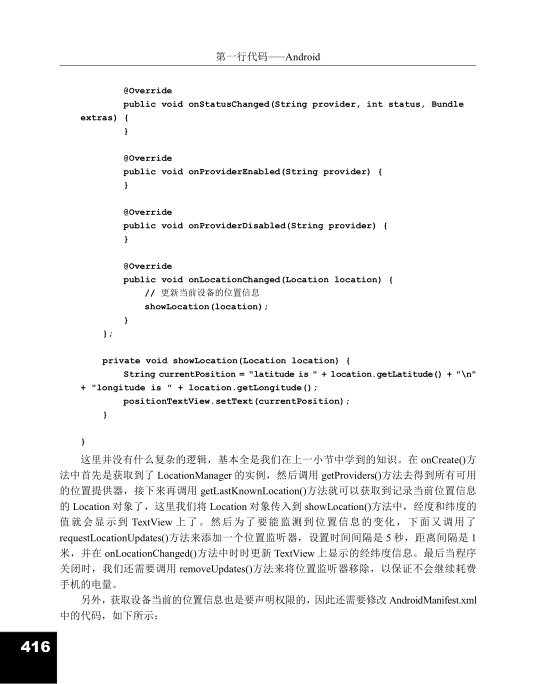 第一行代码——Android
@Override
public void onStatusChanged(String provider, int status, Bundle
extras) {
}
@Override
public void onProviderEnabled(String provider) {
}
@Override
public void onProviderDisabled(String provider) {
}
@Override
public void onLocationChanged(Location location) {
// 更新当前设备的位置信息
showLocation(location);
}
};
private void showLocation(Location location) {
String currentPosition = "latitude is " + location.getLatitude() + "\n"
+ "longitude is " + location.getLongitude();
positionTextView.setText(currentPosition);
}
}
这里并没有什么复杂的逻辑，基本全是我们在上一小节中学到的知识。在 onCreate()方
法中首先是获取到了 LocationManager 的实例，然后调用 getProviders()方法去得到所有可用
的位置提供器，接下来再调用 getLastKnownLocation()方法就可以获取到记录当前位置信息
的 Location 对象了，这里我们将 Location 对象传入到 showLocation()方法中，经度和纬度的
值就会显示到 TextView 上了。然后为了要能监测到位置信息的变化，下面又调用了
requestLocationUpdates()方法来添加一个位置监听器，设置时间间隔是 5 秒，距离间隔是 1
米，并在 onLocationChanged()方法中时时更新 TextView 上显示的经纬度信息。最后当程序
关闭时，我们还需要调用 removeUpdates()方法来将位置监听器移除，以保证不会继续耗费
手机的电量。
另外，获取设备当前的位置信息也是要声明权限的，因此还需要修改 AndroidManifest.xml
中的代码，如下所示：
416